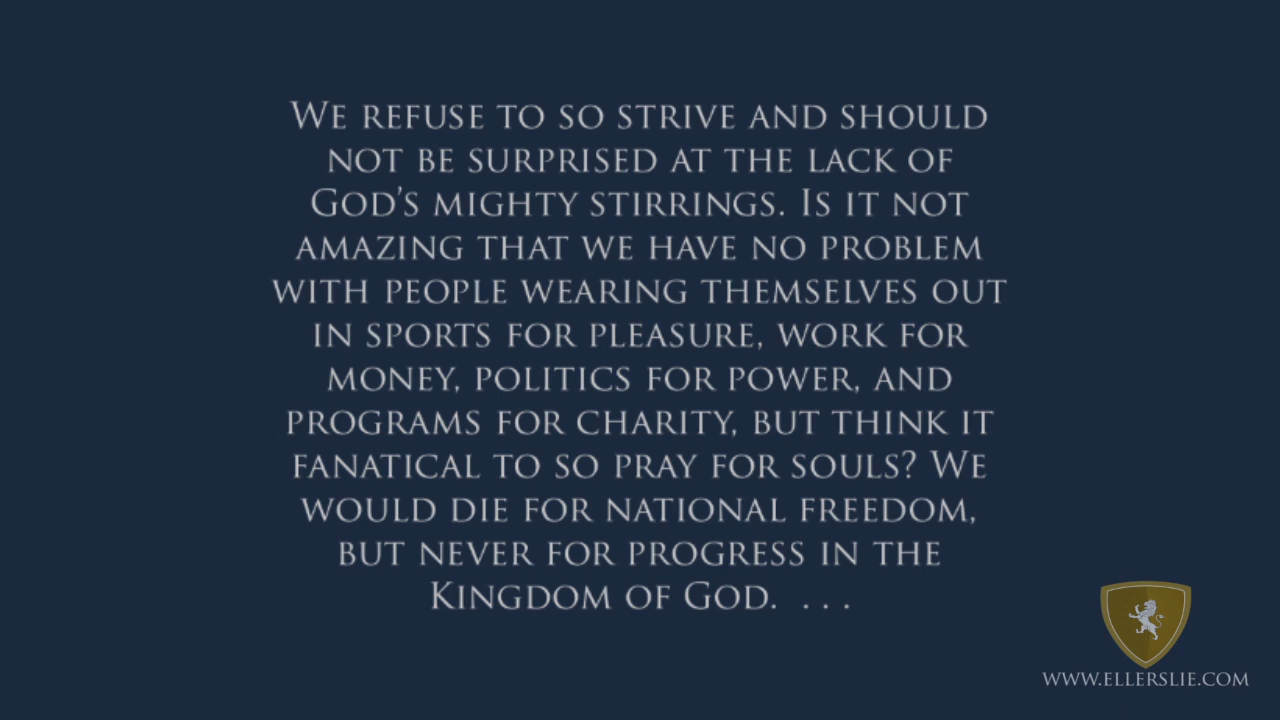 We refuse to so strive and should
not be surprised at the lack of
God's mighty stirrings. Is it not
amazing that we have no problem
with people wearing themselves out
in sports for pleasure, work for
money, politics for power, and
programs for charity, but think it
fanatical to so pray for souls? We
would die for national freedom,
but never for progress in the
Kingdom of God. ...
www.ellerslie.com